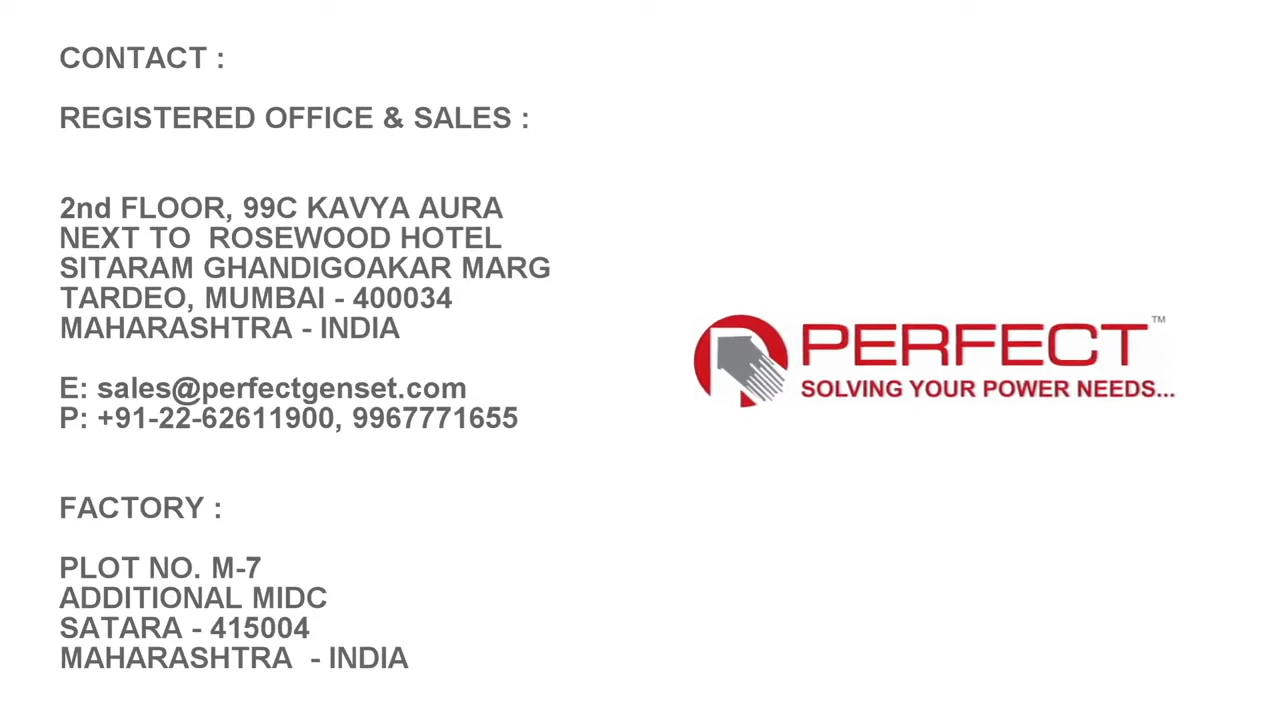 CONTACT :
REGISTERED OFFICE & SALES :
2nd FLOOR, 99C KAVYA AURA
NEXT TO ROSEWOOD HOTEL
SITARAM GHANDIGOAKAR MARG
TARDEO, MUMBAI - 400034
MAHARASHTRA - INDIA
E: sales@perfectgenset.com
P: +91-22-62611900, 9967771655
FACTORY :
PLOT NO. M-7
ADDITIONAL MIDC
SATARA - 415004
MAHARASHTRA - INDIA
PERFECT™
SOLVING YOUR POWER NEEDS...